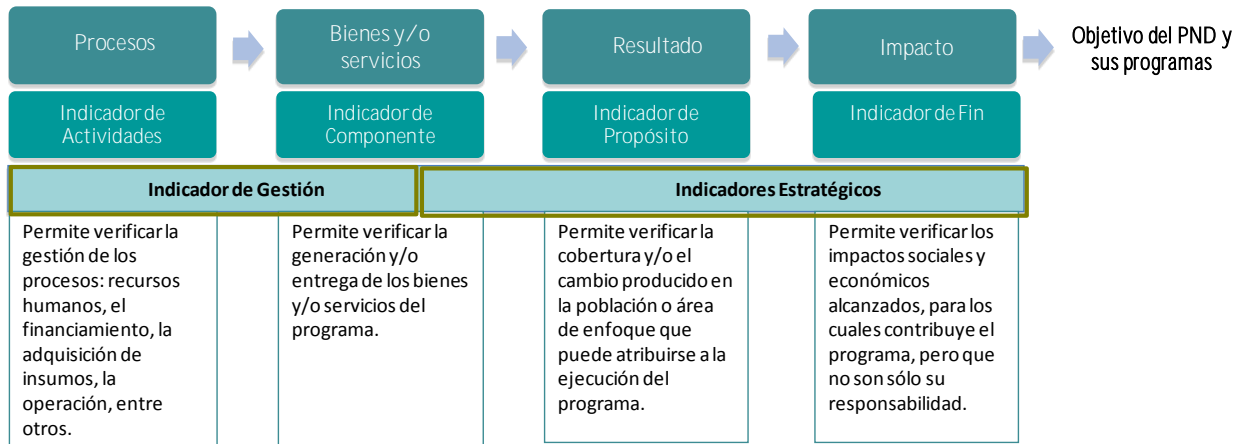 Procesos
Bienes y/o
servicios
Resultado
Impacto
Objetivo del PND y
sus programas
Indicador de
Actividades
Indicador de
Componente
Indicador de
Propósito
Indicador de Fin
Indicador de Gestión
Indicadores Estratégicos
Permite verificar la
gestión de los
procesos: recursos
humanos, el
financiamiento, la
adquisición de
insumos, la
operación, entre
otros.
Permite verificar la
generación y/o
entrega de los bienes
y/o servicios del
programa.
Permite verificar la
cobertura y/o el
cambio producido en
la población o área
de enfoque que
puede atribuirse a la
ejecución del
programa.
Permite verificar los
impactos sociales y
económicos
alcanzados, para los
cuales contribuye el
programa, pero que
no son sólo su
responsabilidad.